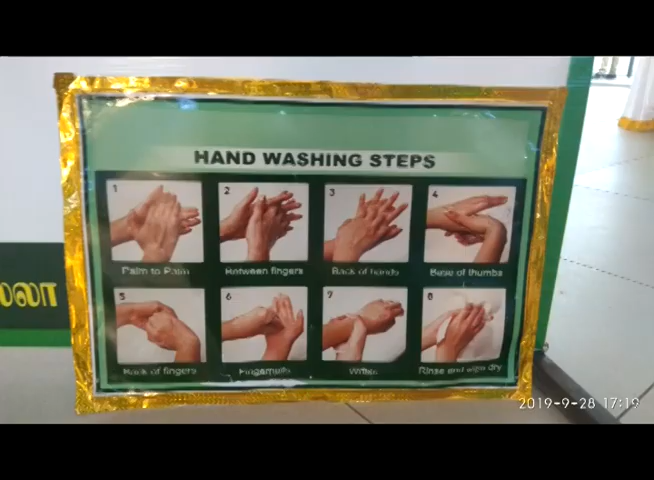 HAND WASHING STEPS
1
2
3
4
Palm to Palm
Between fingers
Back of hands
Base of thumbs
5
6
7
8
Back of fingers
Fingernails
Wrists
Rinse and wipe dry
2019-9-28 17:19